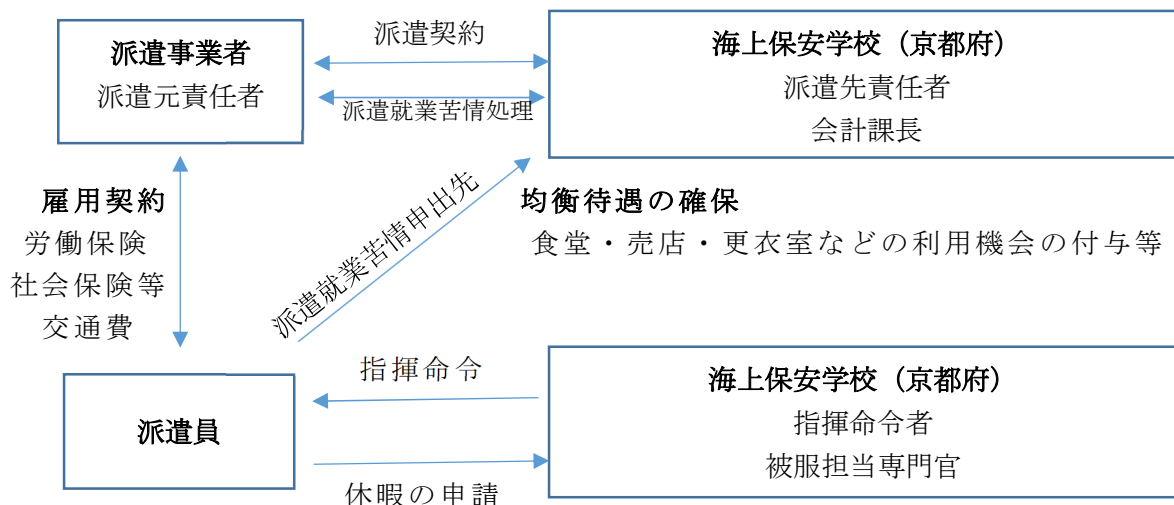 派遣事業者
派遣元責任者
派遣契約
派遣就業苦情処理
海上保安学校（京都府）
派遣先責任者
会計課長
雇用契約
労働保険
社会保険等
交通費
派遣就業苦情申出先
均衡待遇の確保
食堂・売店・更衣室などの利用機会の付与等
派遣員
指揮命令
休暇の申請
海上保安学校（京都府）
指揮命令者
被服担当専門官